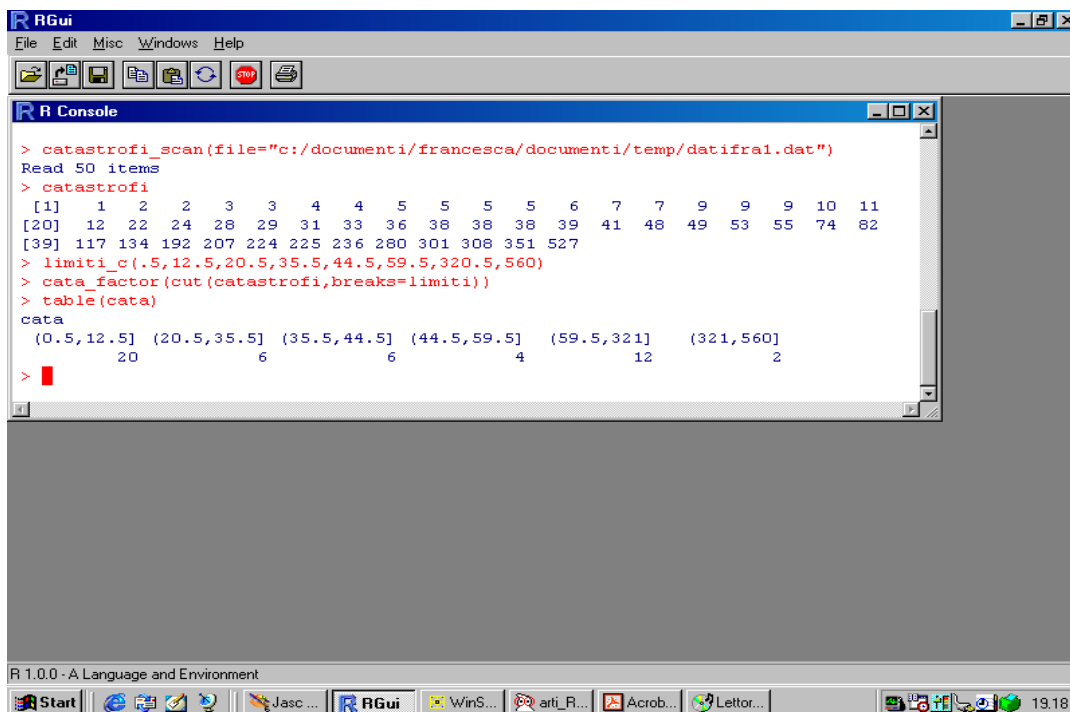 RGui
File Edit Misc Windows Help
STOP
R Console
> catastrofi_scan(file="c:/documenti/francesca/documenti/temp/datifra1.dat")
Read 50 items
> catastrofi
[1] 1 2 2 3 3 4 4 5 5 5 5 6 7 7 9 9 9 10 11
[20] 12 22 24 28 29 31 33 36 38 38 38 39 41 48 49 53 55 74 82
[39] 117 134 192 207 224 225 236 280 301 308 351 527
> limiti_c(.5,12.5,20.5,35.5,44.5,59.5,320.5,560)
> cata_factor(cut(catastrofi,breaks=limiti))
> table(cata)
cata
(0.5,12.5] (20.5,35.5] (35.5,44.5] (44.5,59.5] (59.5,321] (321,560]
20 6 6 4 12 2
>
R 1.0.0 - A Language and Environment
Start Jasc ... RGui WinS... arti_R... Acrob... Lettor... 19.18